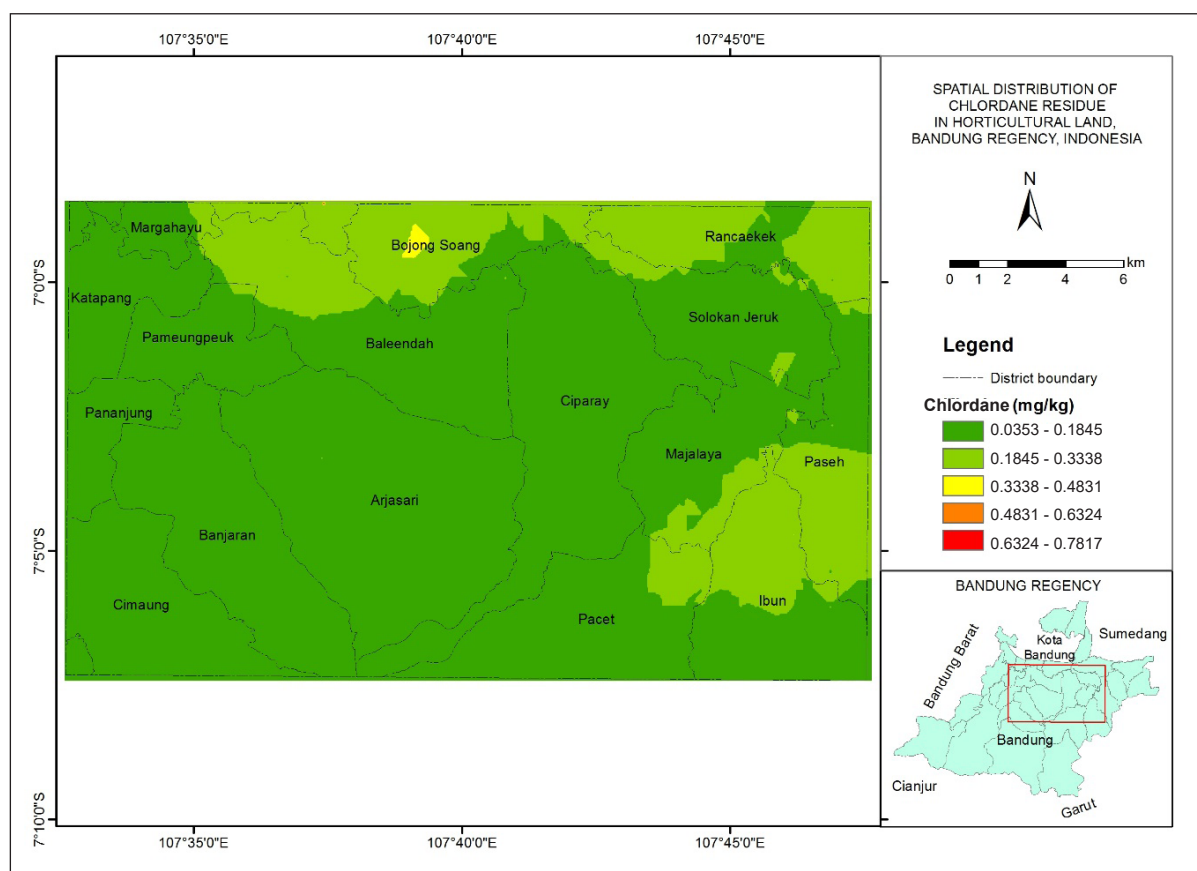 107°35'0"E
107°40'0"E
107°45'0"E
7°0'0"S
7°5'0"S
7°10'0"S
Margahayu
Bojong Soang
Rancaekek
Katapang
Solokan Jeruk
Pameungpeuk
Baleendah
Ciparay
Pananjung
Majalaya
Paseh
Arjasari
Banjaran
Cimaung
Ibun
Pacet
107°35'0"E
107°40'0"E
107°45'0"E
SPATIAL DISTRIBUTION OF
CHLORDANE RESIDUE
IN HORTICULTURAL LAND,
BANDUNG REGENCY, INDONESIA
N
km
0 1 2 4 6
Legend
District boundary
Chlordane (mg/kg)
0.0353 - 0.1845
0.1845 - 0.3338
0.3338 - 0.4831
0.4831 - 0.6324
0.6324 - 0.7817
BANDUNG REGENCY
Kota
Bandung
Sumedang
Bandung Barat
Bandung
Cianjur
Garut